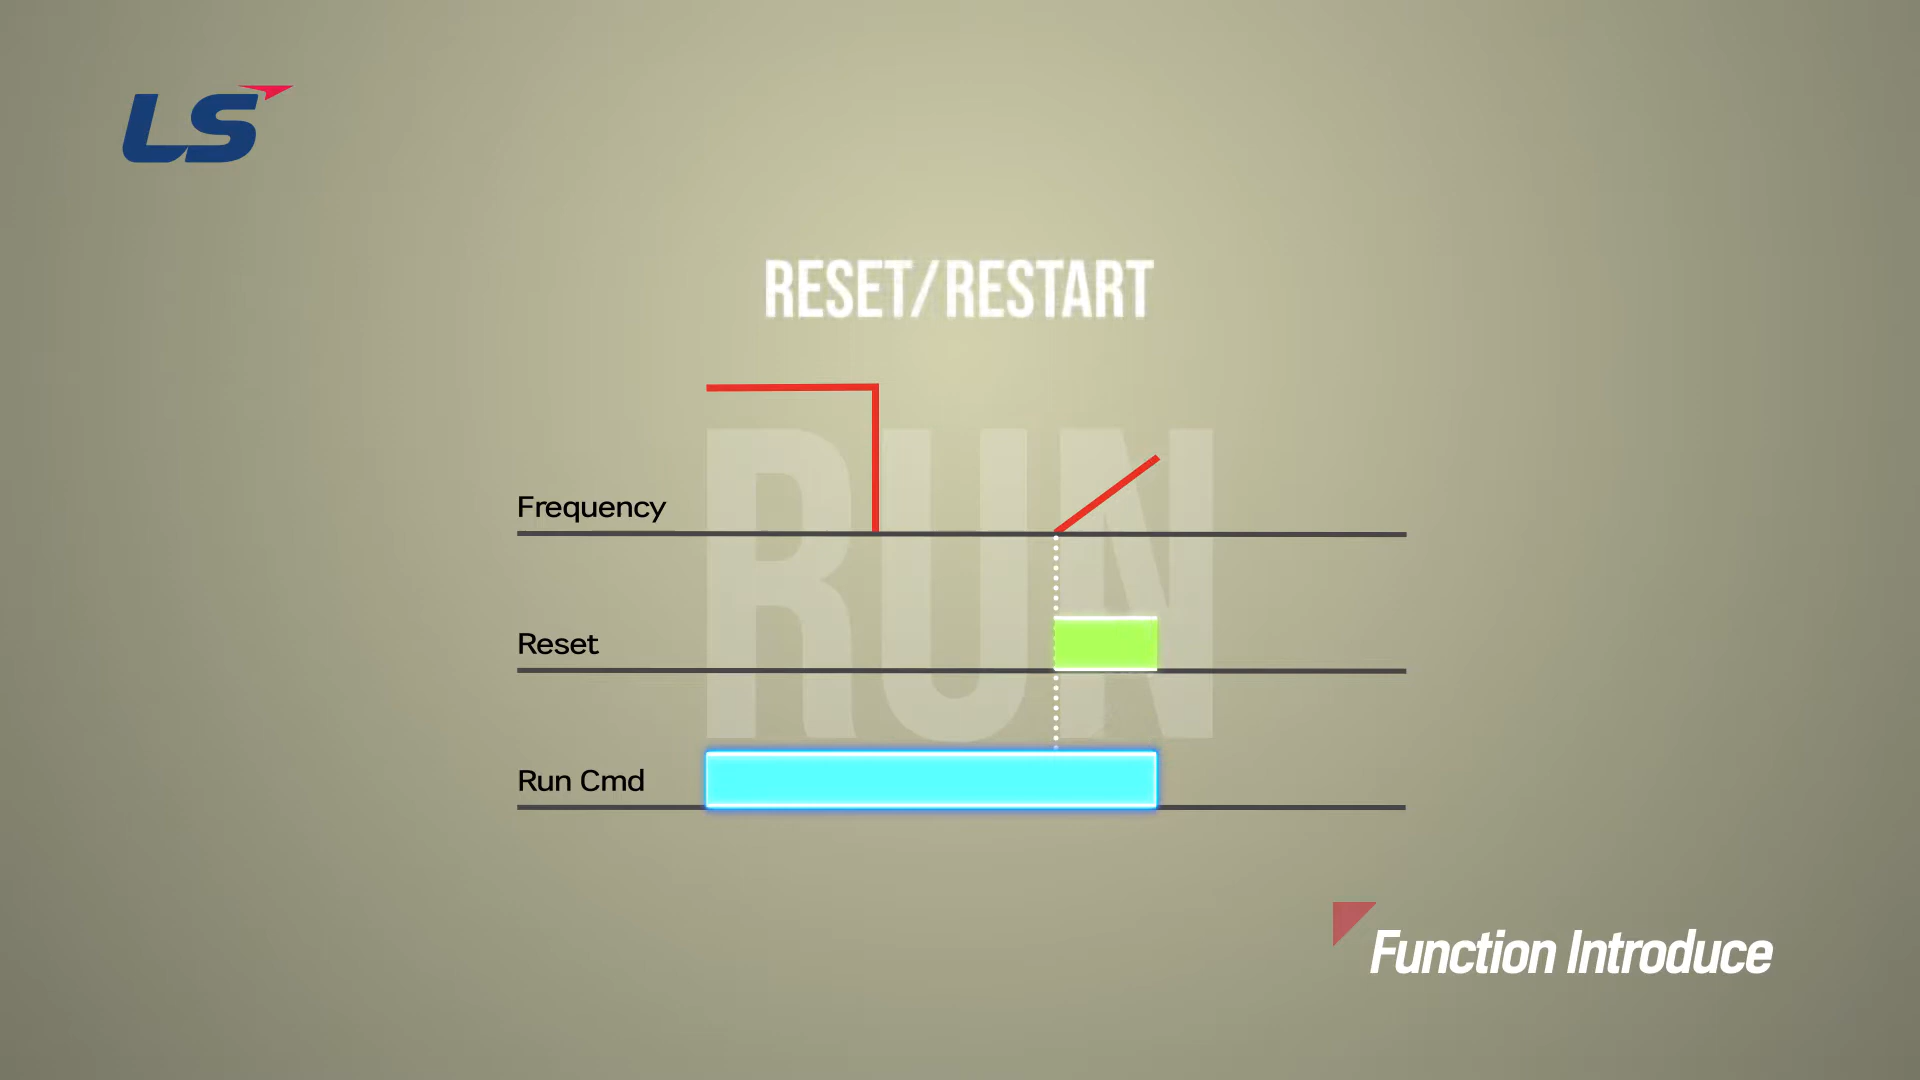 LS
RESET/RESTART
RUN
Frequency
Reset
Run Cmd
Function Introduce